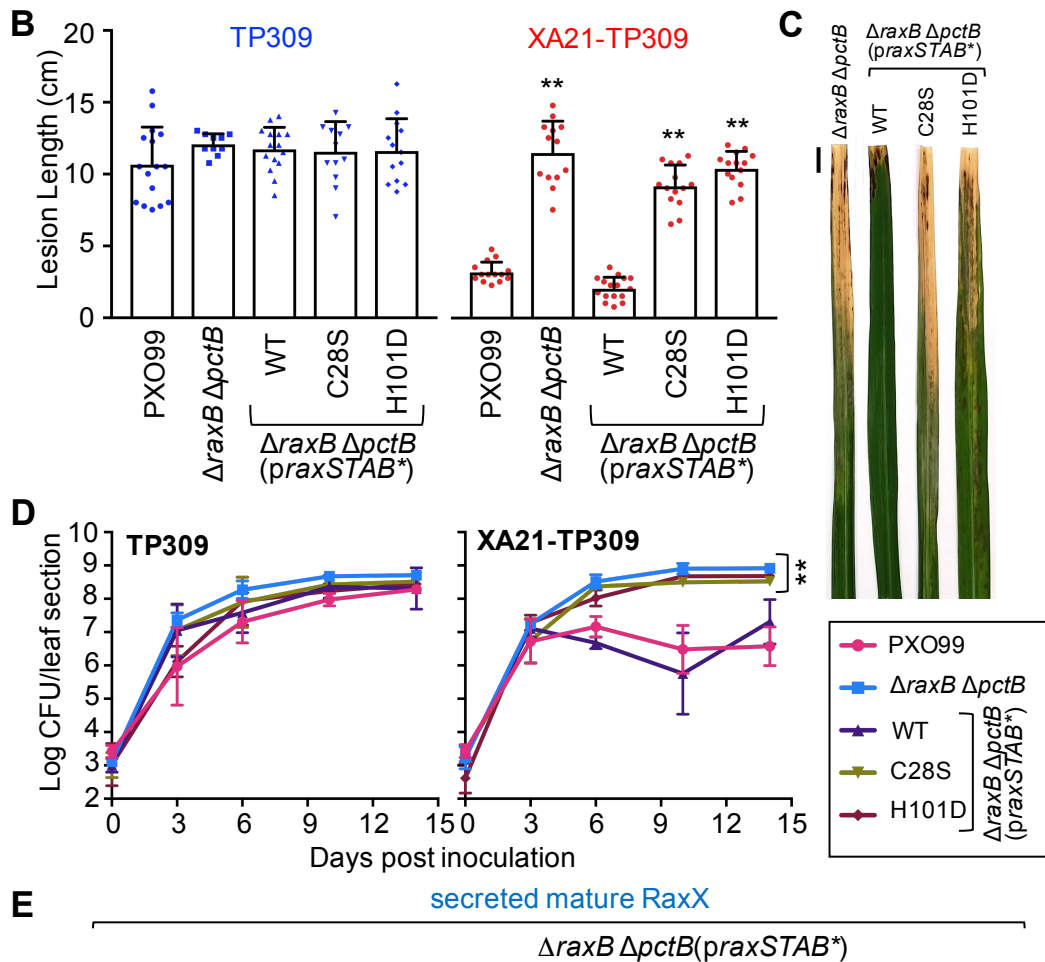 B
TP309
XA21-TP309
Lesion Length (cm)
20
15
10
5
0
**
**
**
PXO99
ΔraxB ΔpctB
WT
C28S
H101D
ΔraxB ΔpctB
(praxSTAB*)
PXO99
ΔraxB ΔpctB
WT
C28S
H101D
ΔraxB ΔpctB
(praxSTAB*)
C
ΔraxB ΔpctB
ΔraxB ΔpctB
(praxSTAB*)
WT
C28S
H101D
D
TP309
XA21-TP309
Log CFU/leaf section
10
9
8
7
6
5
4
3
2
0 3 6 9 12 15
0 3 6 9 12 15
**
Days post inoculation
PXO99
ΔraxB ΔpctB
WT
C28S
H101D
ΔraxB ΔpctB
(praxSTAB*)
E
secreted mature RaxX
ΔraxB ΔpctB(praxSTAB*)